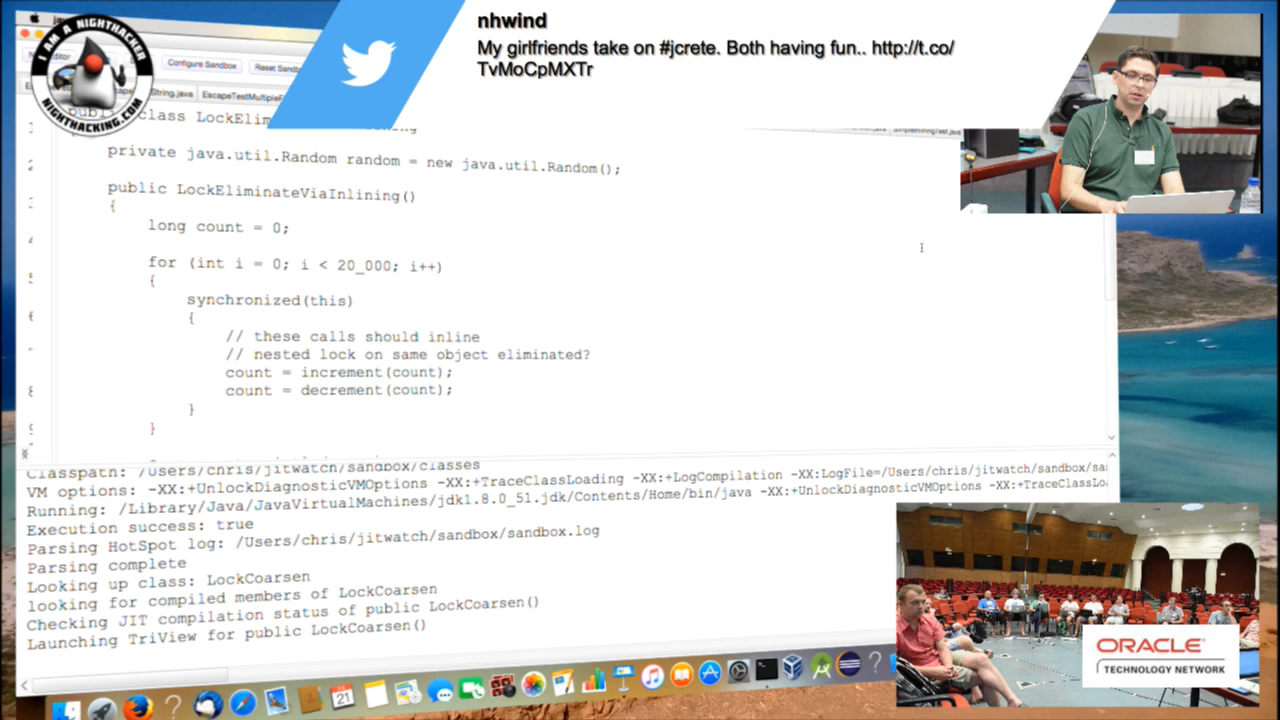 nhwind
My girlfriends take on #jcrete. Both having fun.. http://t.co/
TvMoCpMXTr
I AM A NIGHTHACKER
NIGHTHACKING.COM
Configure Sandbox
String.java
class
private java.util.Random random = new java.util.Random();
public LockEliminateViaInlining()
{
long count = 0;
for (int i = 0; i < 20_000; i++)
{
synchronized(this)
{
// these calls should inline
// nested lock on same object eliminated?
count = increment(count);
count = decrement(count);
}
}
Classpath: /Users/chris/jitwatch/sandbox/classes
VM options: -XX:+UnlockDiagnosticVMOptions -XX:+TraceClassLoading -XX:+LogCompilation -XX:LogFile=/Users/chris/jitwatch/sandbox/sa
Running: /Library/Java/JavaVirtualMachines/jdk1.8.0_51.jdk/Contents/Home/bin/java -XX:+UnlockDiagnosticVMOptions -XX:+TraceClassLo
Execution success: true
Parsing HotSpot log: /Users/chris/jitwatch/sandbox/sandbox.log
Parsing complete
Looking up class: LockCoarsen
looking for compiled members of LockCoarsen
Checking JIT compilation status of public LockCoarsen()
Launching TriView for public LockCoarsen()
21
ORACLE
TECHNOLOGY NETWORK